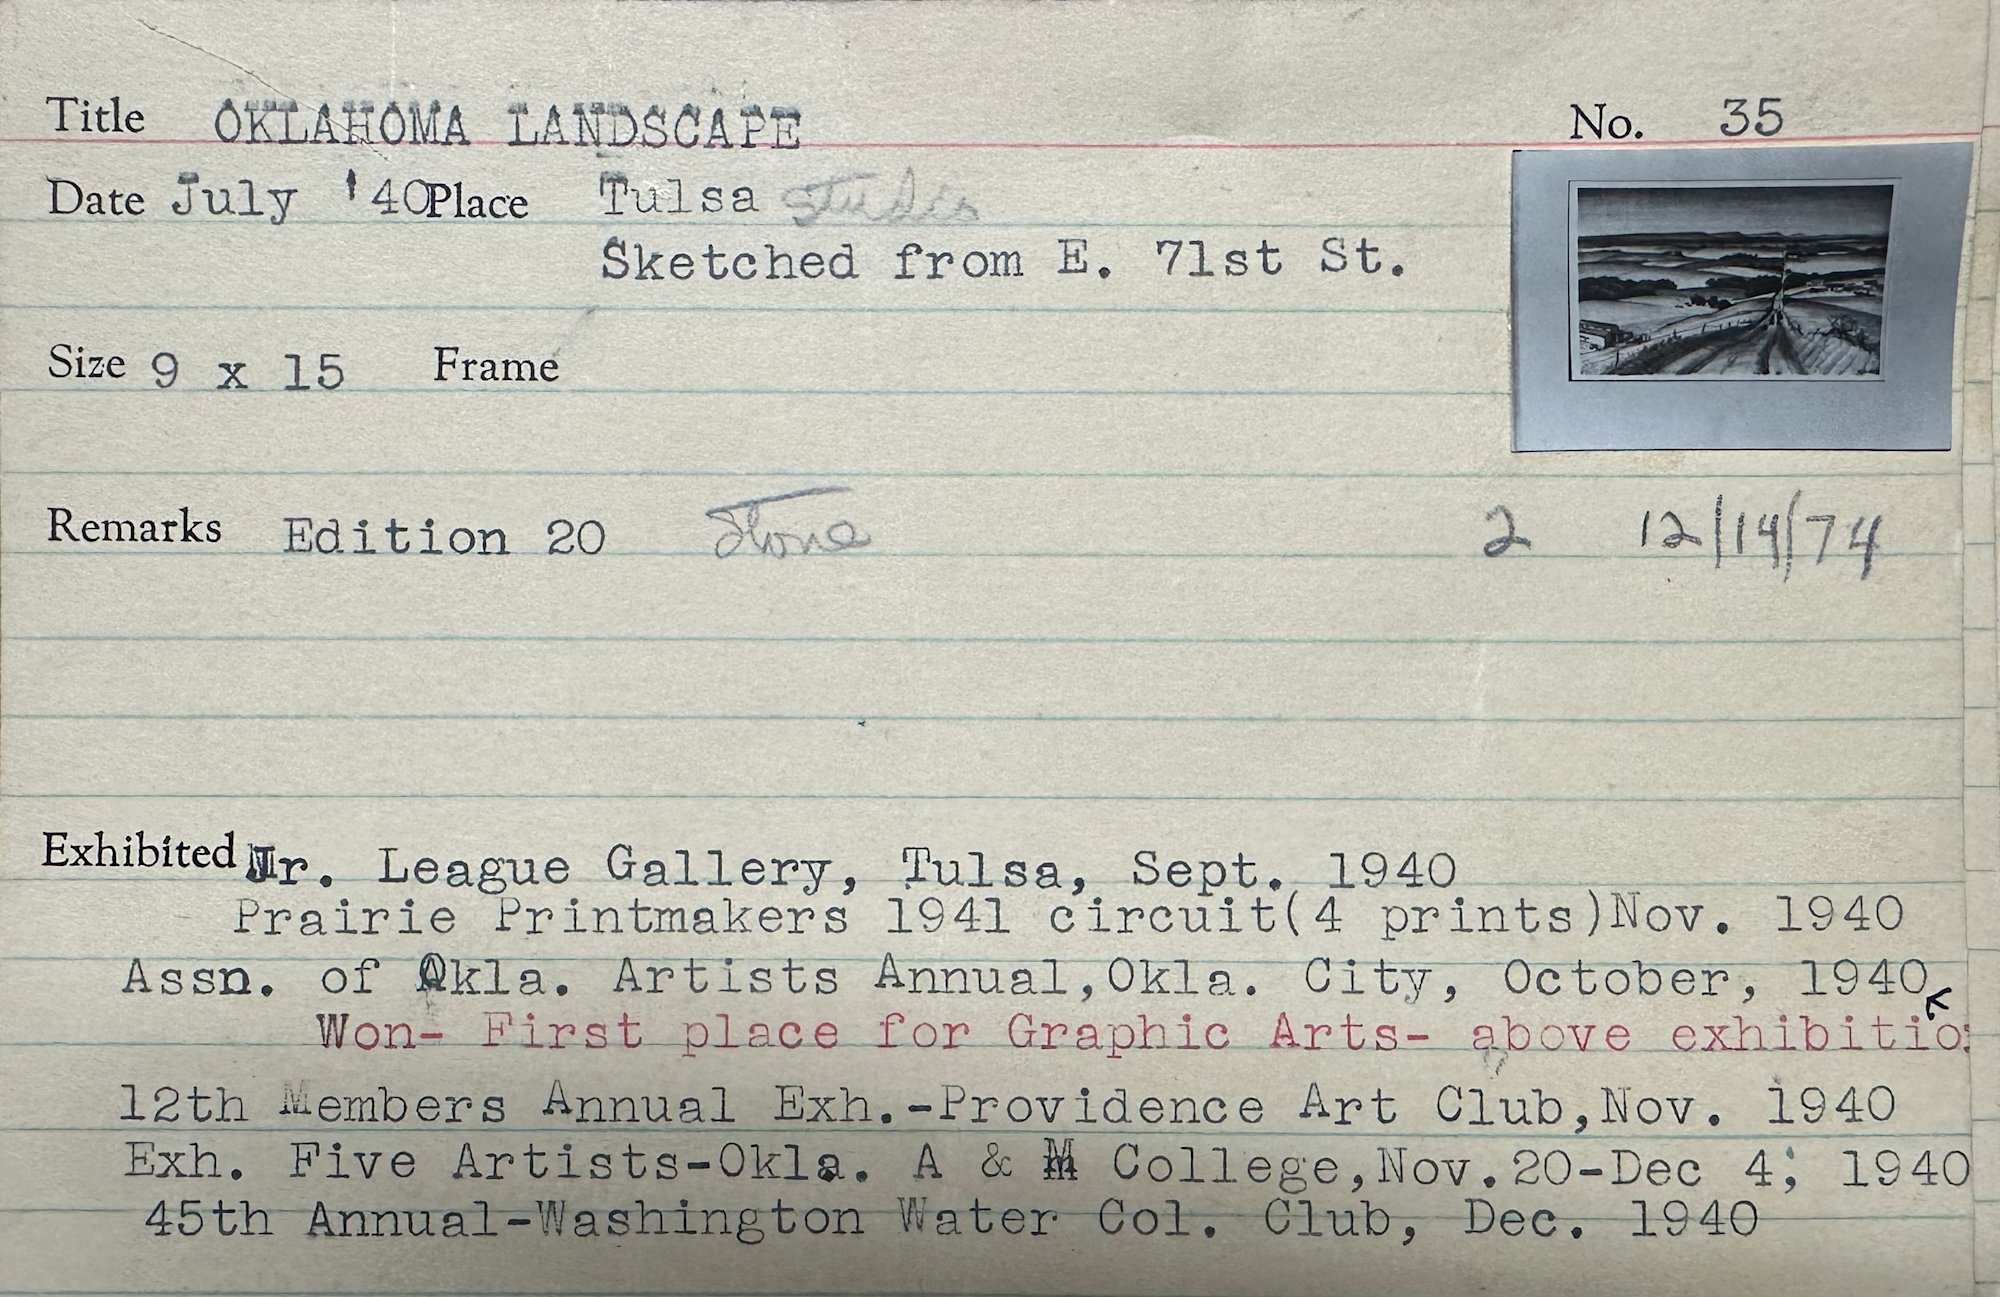 Title OKLAHOMA LANDSCAPE No. 35
Date July '40 Place Tulsa studio
Sketched from E. 71st St.
Size 9 x 15 Frame
Remarks Edition 20 Stone 2 12/14/74
Exhibited Jr. League Gallery, Tulsa, Sept. 1940
Prairie Printmakers 1941 circuit(4 prints)Nov. 1940
Assn. of Okla. Artists Annual,Okla. City, October, 1940
Won- First place for Graphic Arts- above exhibitio
12th Members Annual Exh.-Providence Art Club,Nov. 1940
Exh. Five Artists-Okla. A & M College,Nov.20-Dec 4; 1940
45th Annual-Washington Water Col. Club, Dec. 1940